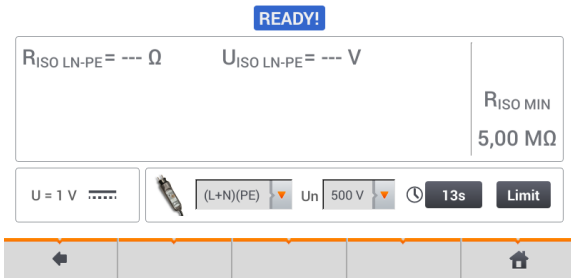 READY!
RISO LN-PE= --- Ω UISO LN-PE= --- V
RISO MIN
5,00 MΩ
U = 1 V (L+N)(PE) Un 500 V 13s Limit